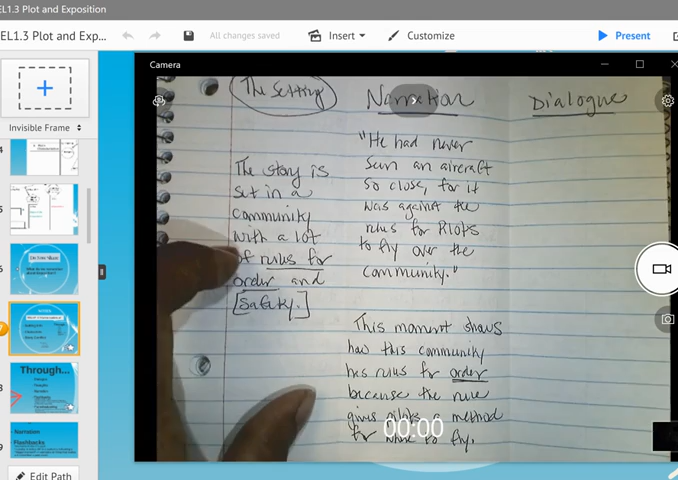 EL1.3 Plot and Exposition
EL1.3 Plot and Exp...
All changes saved
Insert
Customize
Present
Invisible Frame
Camera
The Setting
Narration
Dialogue
The story is
set in a
community
with a lot
of rules for
order and
[safety.]
"He had never
seen an aircraft
so close, for it
was against the
rules for Pilots
to fly over the
community."
This moment shows
how this community
has rules for order
because the rule
gives pilots a method
for where to fly.
00:00
Through...
Narration
Flashbacks
Edit Path